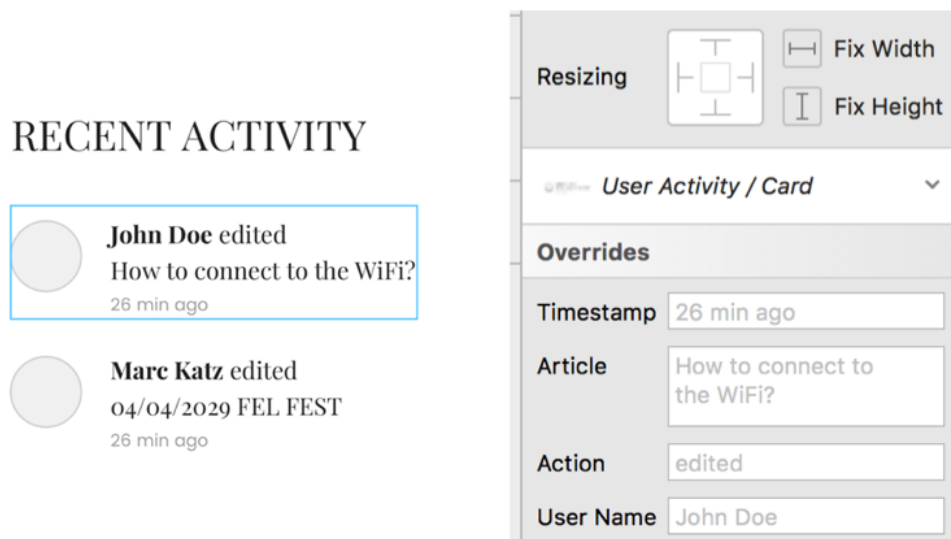 RECENT ACTIVITY
John Doe edited
How to connect to the WiFi?
26 min ago
Marc Katz edited
04/04/2029 FEL FEST
26 min ago
Resizing
Fix Width
Fix Height
User Activity / Card
Overrides
Timestamp 26 min ago
Article How to connect to
the WiFi?
Action edited
User Name John Doe